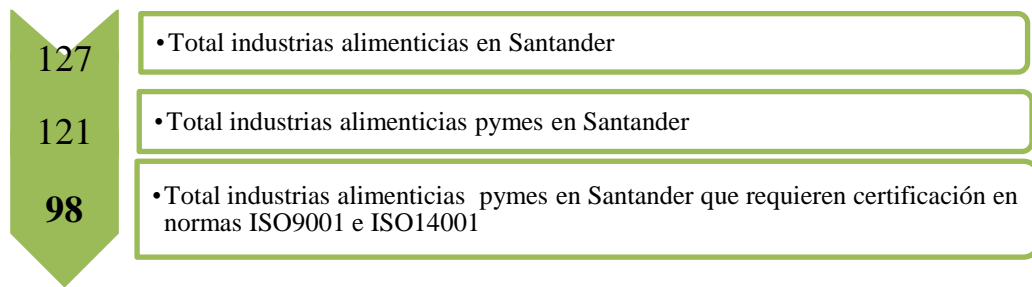 127
•Total industrias alimenticias en Santander
121
•Total industrias alimenticias pymes en Santander
98
•Total industrias alimenticias pymes en Santander que requieren certificación en
normas ISO9001 e ISO14001